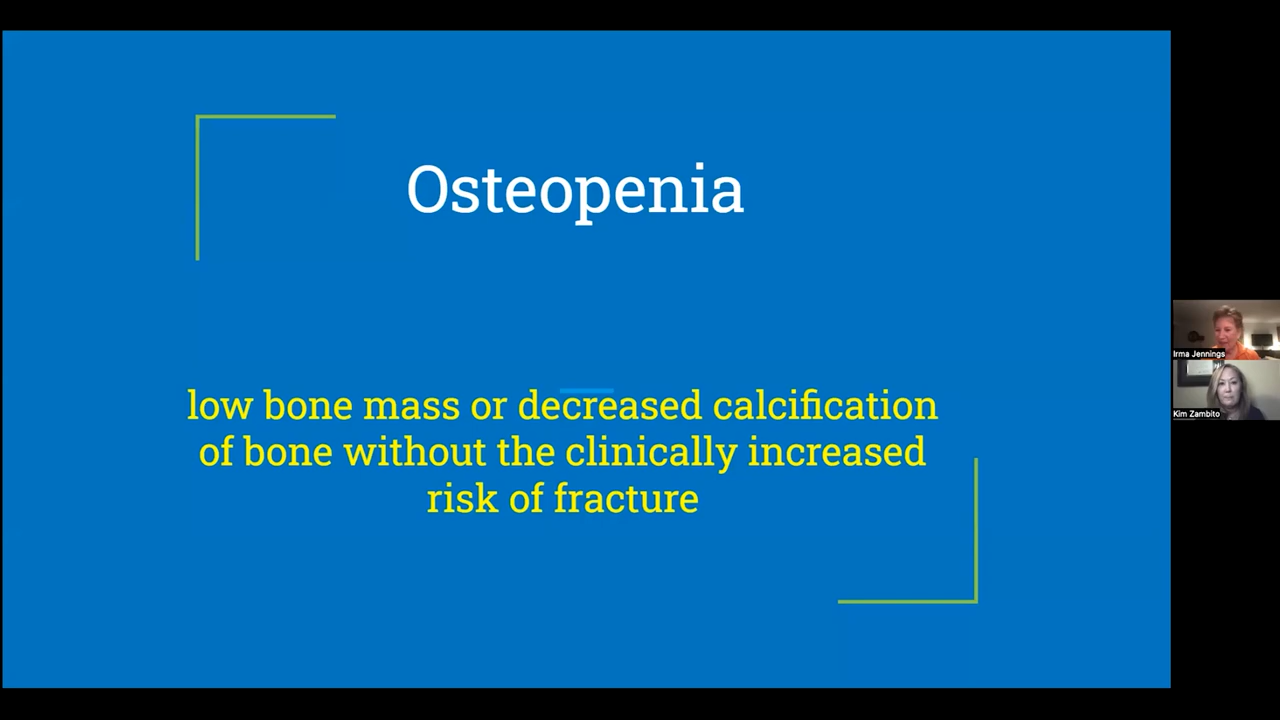 Osteopenia
low bone mass or decreased calcification
of bone without the clinically increased
risk of fracture
Irma Jennings
Kim Zambito